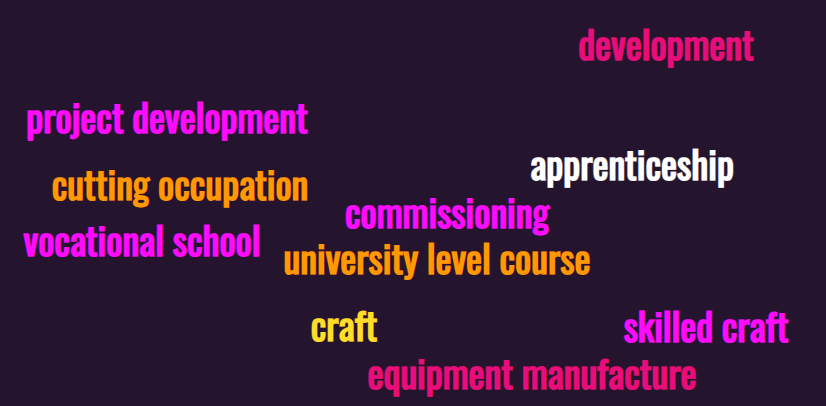 development
project development
apprenticeship
cutting occupation
commissioning
vocational school
university level course
craft
skilled craft
equipment manufacture